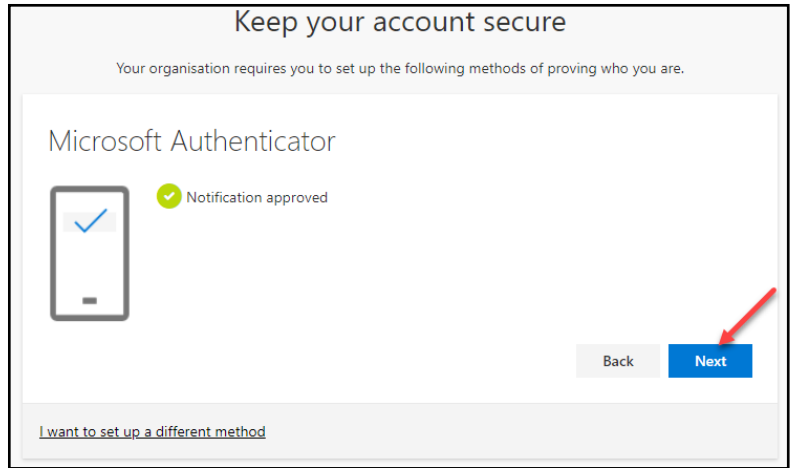 Keep your account secure
Your organisation requires you to set up the following methods of proving who you are.
Microsoft Authenticator
Notification approved
Back
Next
I want to set up a different method